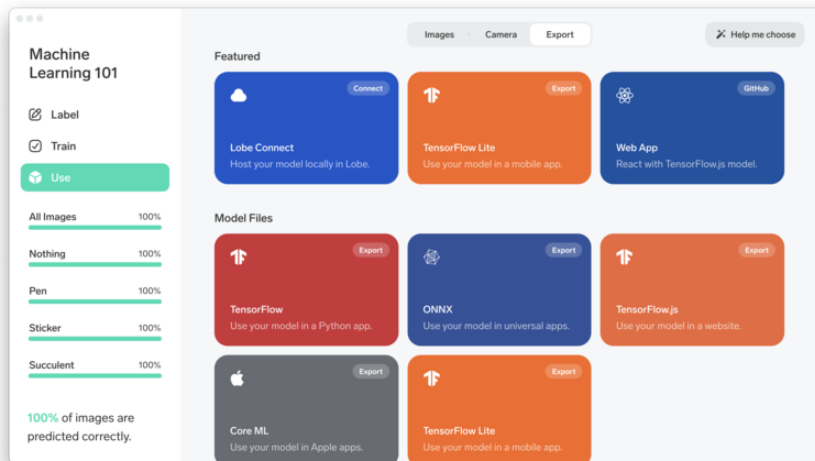 Machine
Learning 101
Label
Train
Use
All Images 100%
Nothing 100%
Pen 100%
Sticker 100%
Succulent 100%
100% of images are
predicted correctly.
Images · Camera Export
Help me choose
Featured
Connect
Lobe Connect
Host your model locally in Lobe.
Export
TensorFlow Lite
Use your model in a mobile app.
GitHub
Web App
React with TensorFlow.js model.
Model Files
Export
TensorFlow
Use your model in a Python app.
Export
ONNX
Use your model in universal apps.
Export
TensorFlow.js
Use your model in a website.
Export
Core ML
Use your model in Apple apps.
Export
TensorFlow Lite
Use your model in a mobile app.